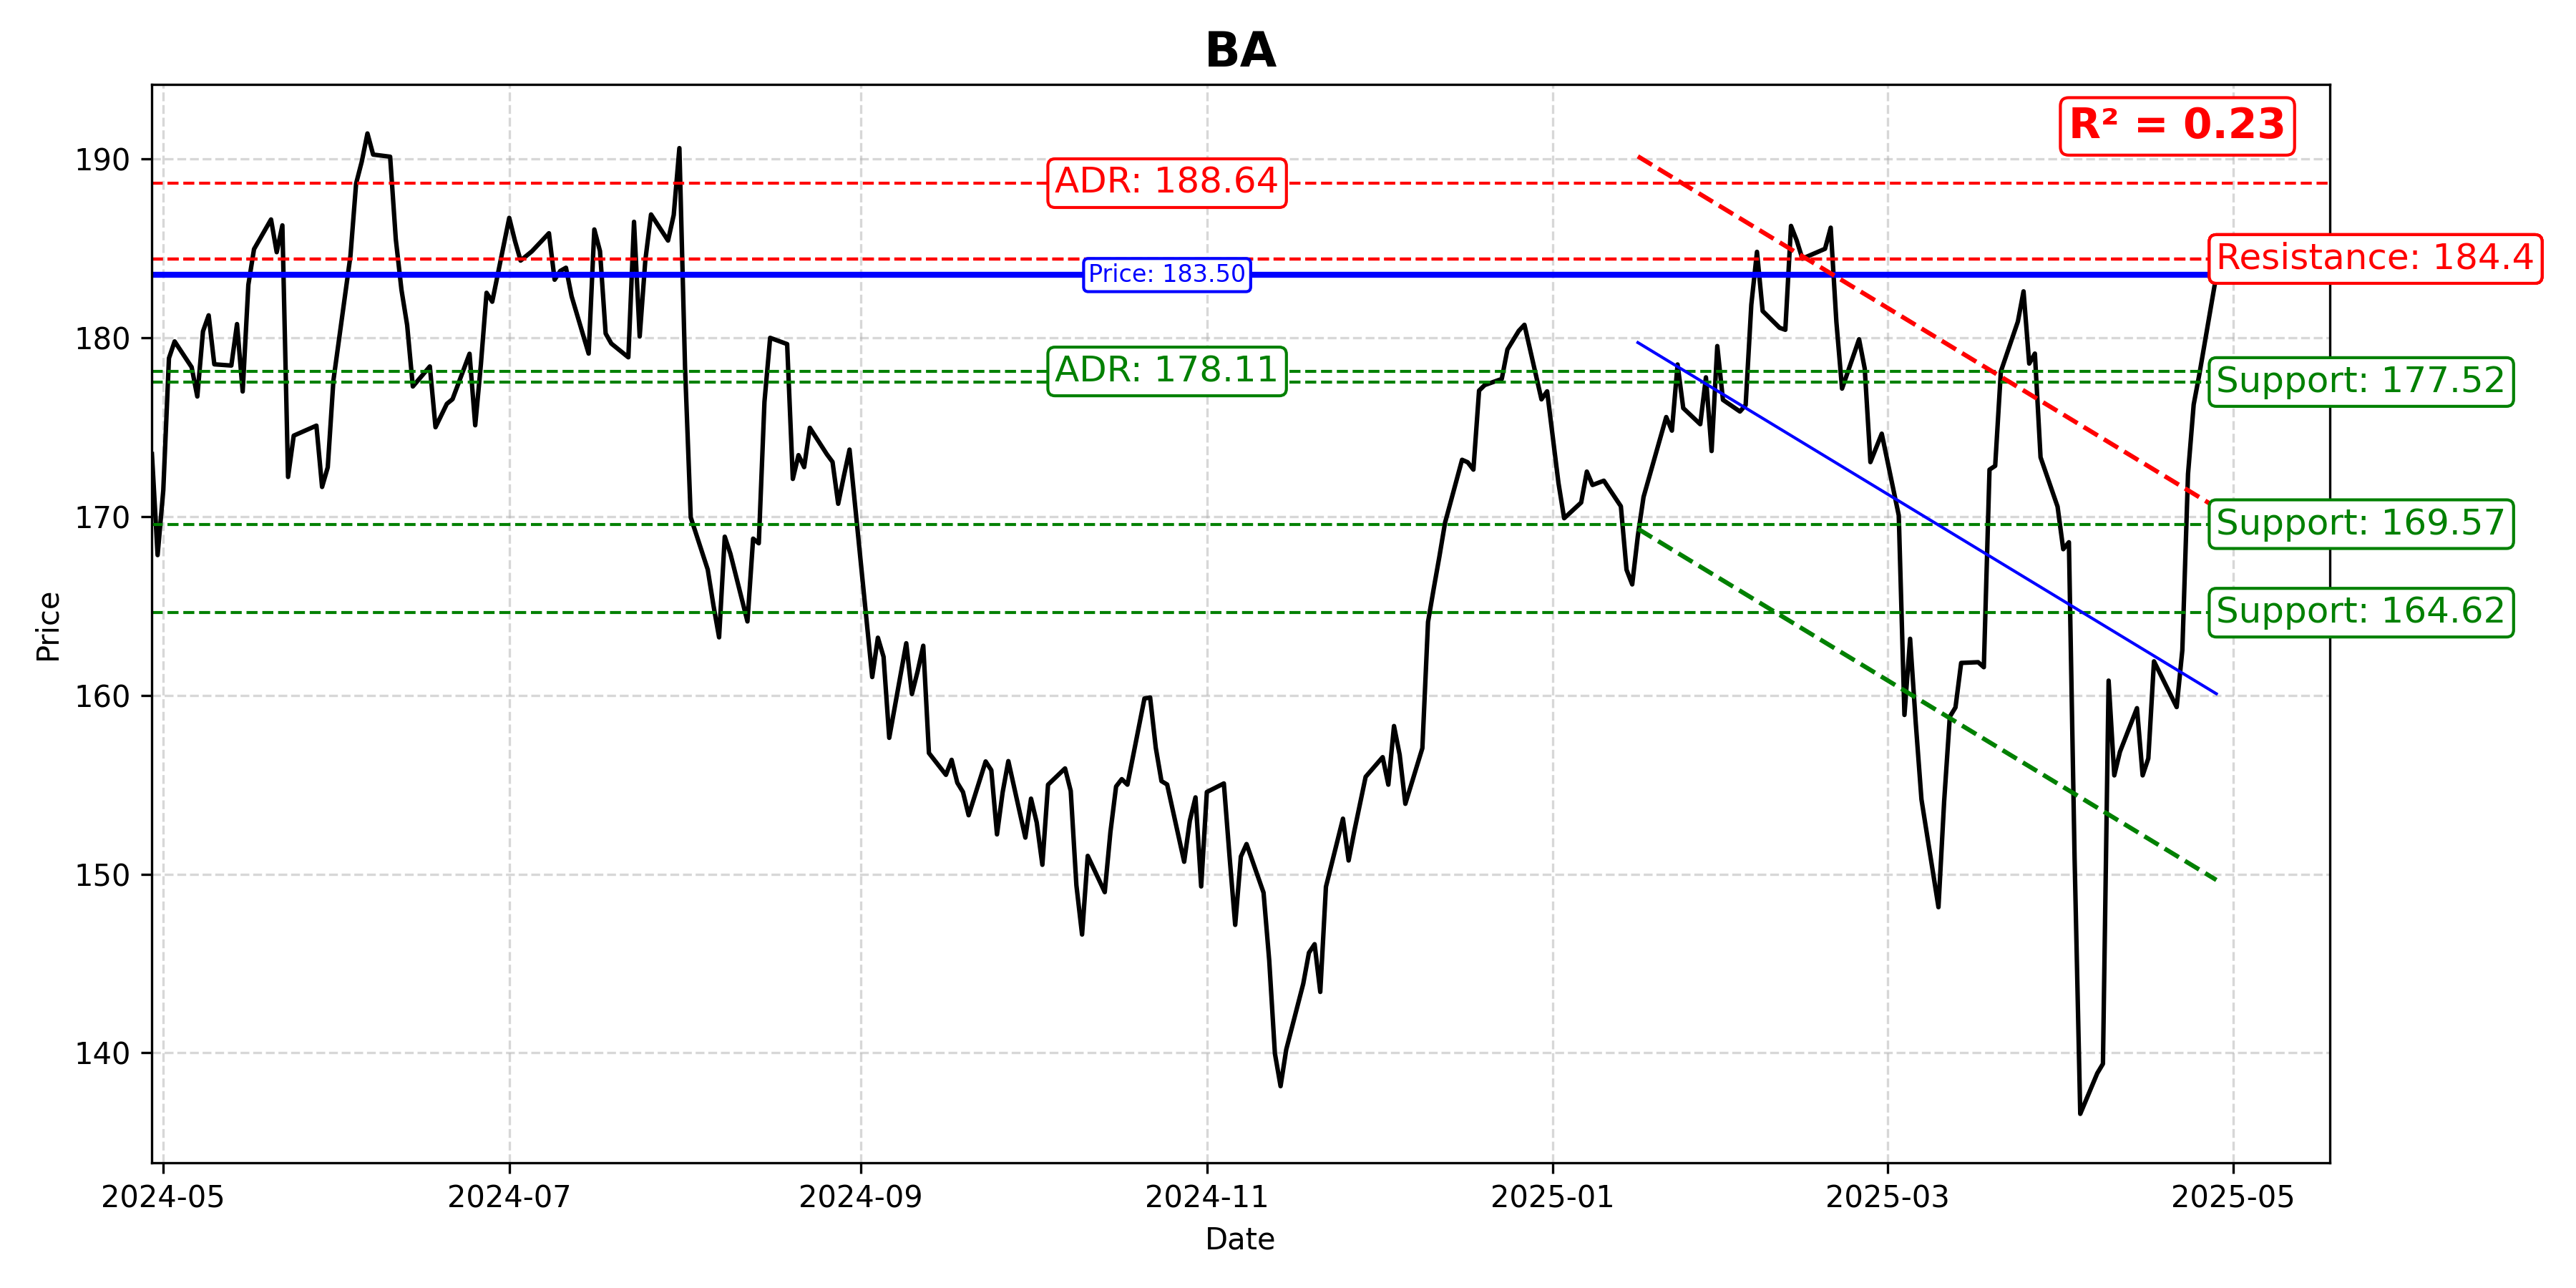 BA
R² = 0.23
190
ADR: 188.64
Resistance: 184.4
Price: 183.50
180
ADR: 178.11
Support: 177.52
170
Support: 169.57
Support: 164.62
Price
160
150
140
2024-05 2024-07 2024-09 2024-11 2025-01 2025-03 2025-05
Date